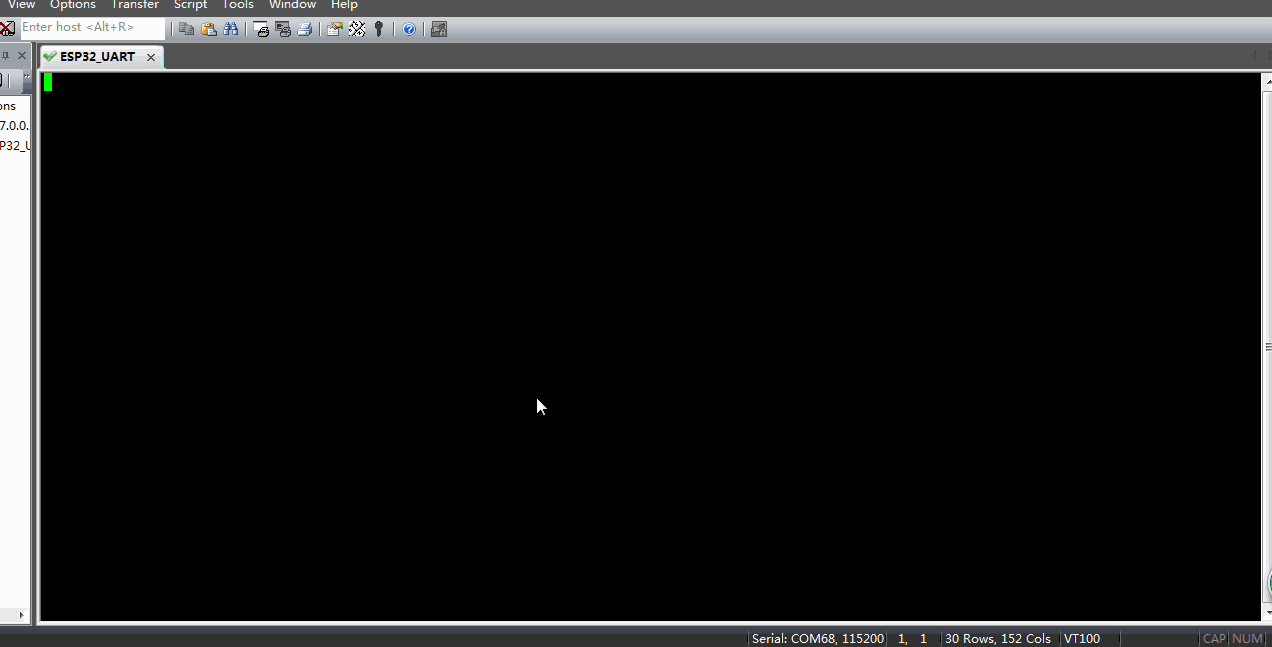 View Options Transfer Script Tools Window Help
Enter host <Alt+R>
ESP32_UART
ons
7.0.0.
P32_U
Serial: COM68, 115200 1, 1 30 Rows, 152 Cols VT100 CAP NUM